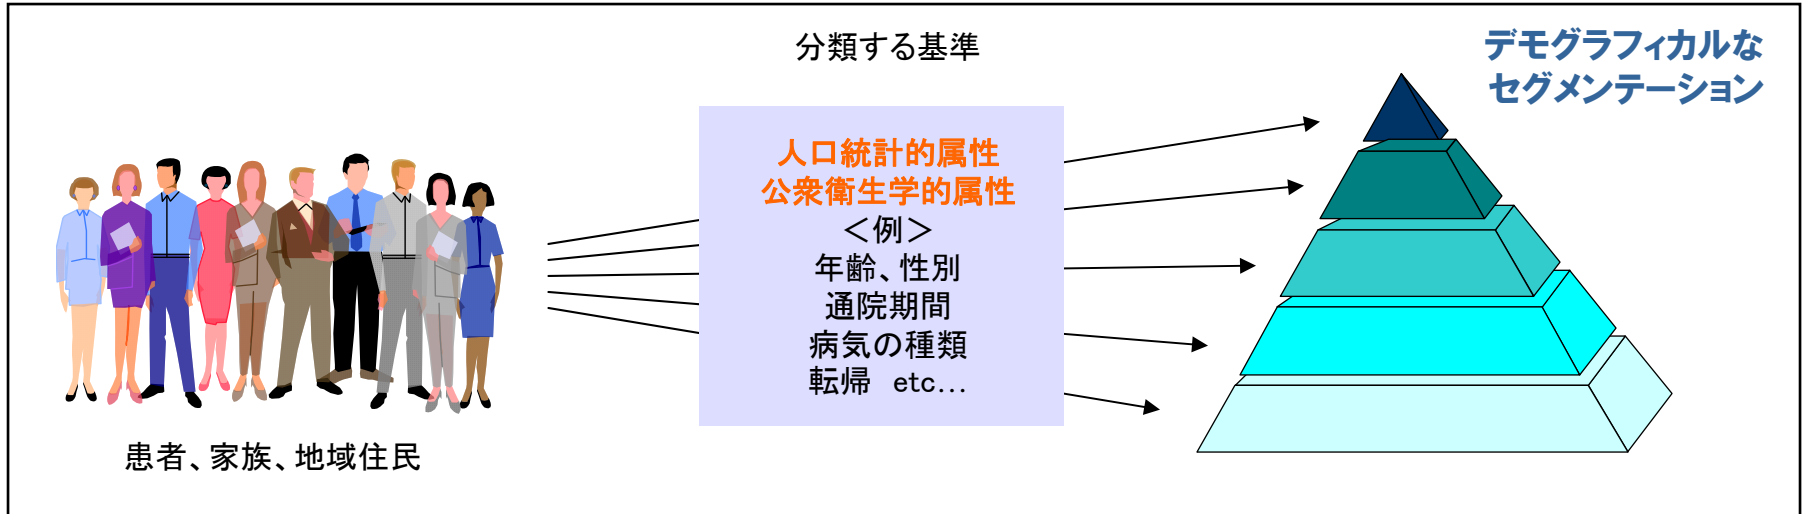 分類する基準
デモグラフィカルな
セグメンテーション
人口統計的属性
公衆衛生学的属性
＜例＞
年齢、性別
通院期間
病気の種類
転帰　etc…
患者、家族、地域住民